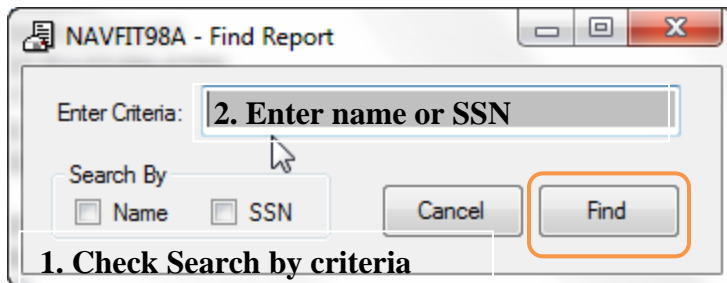 NAVFIT98A - Find Report
Enter Criteria: 2. Enter name or SSN
Search By
Name SSN Cancel Find
1. Check Search by criteria